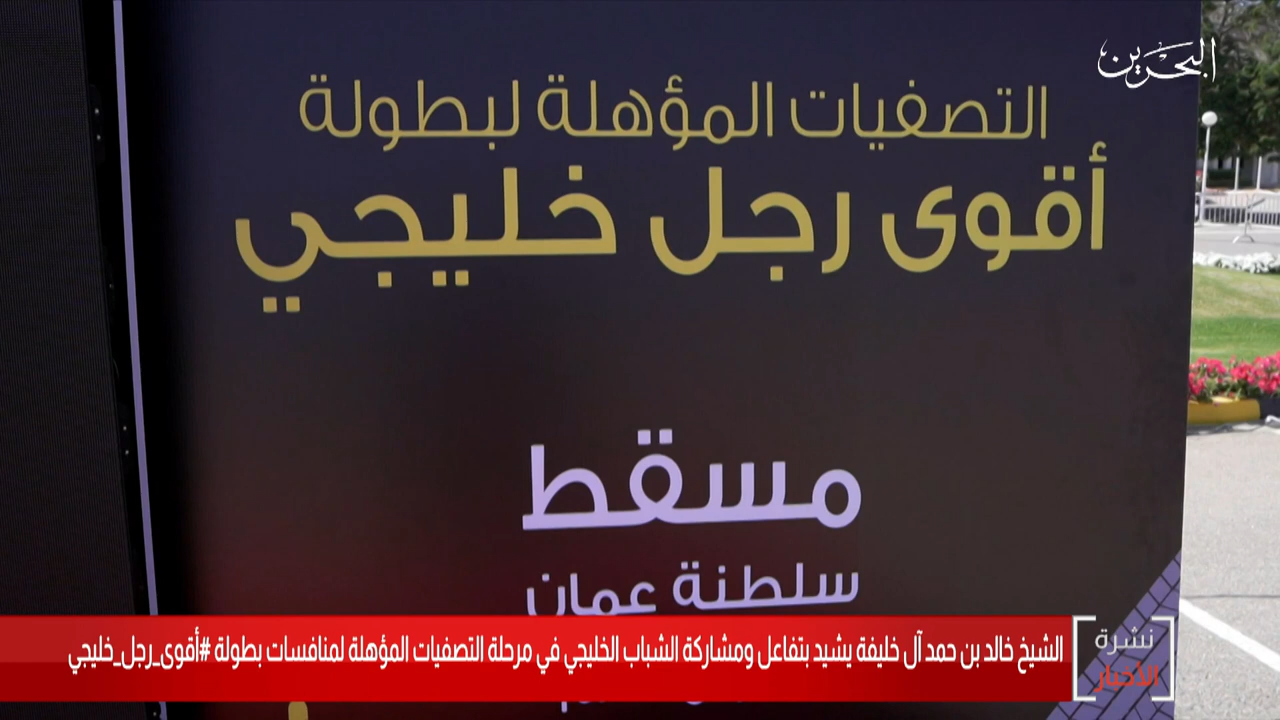 البحرين
التصفيات المؤهلة لبطولة
أقوى رجل خليجي
مسقط
سلطنة عمان
نشرة
الأخبار
الشيخ خالد بن حمد آل خليفة يشيد بتفاعل ومشاركة الشباب الخليجي في مرحلة التصفيات المؤهلة لمنافسات بطولة #أقوى_رجل_خليجي